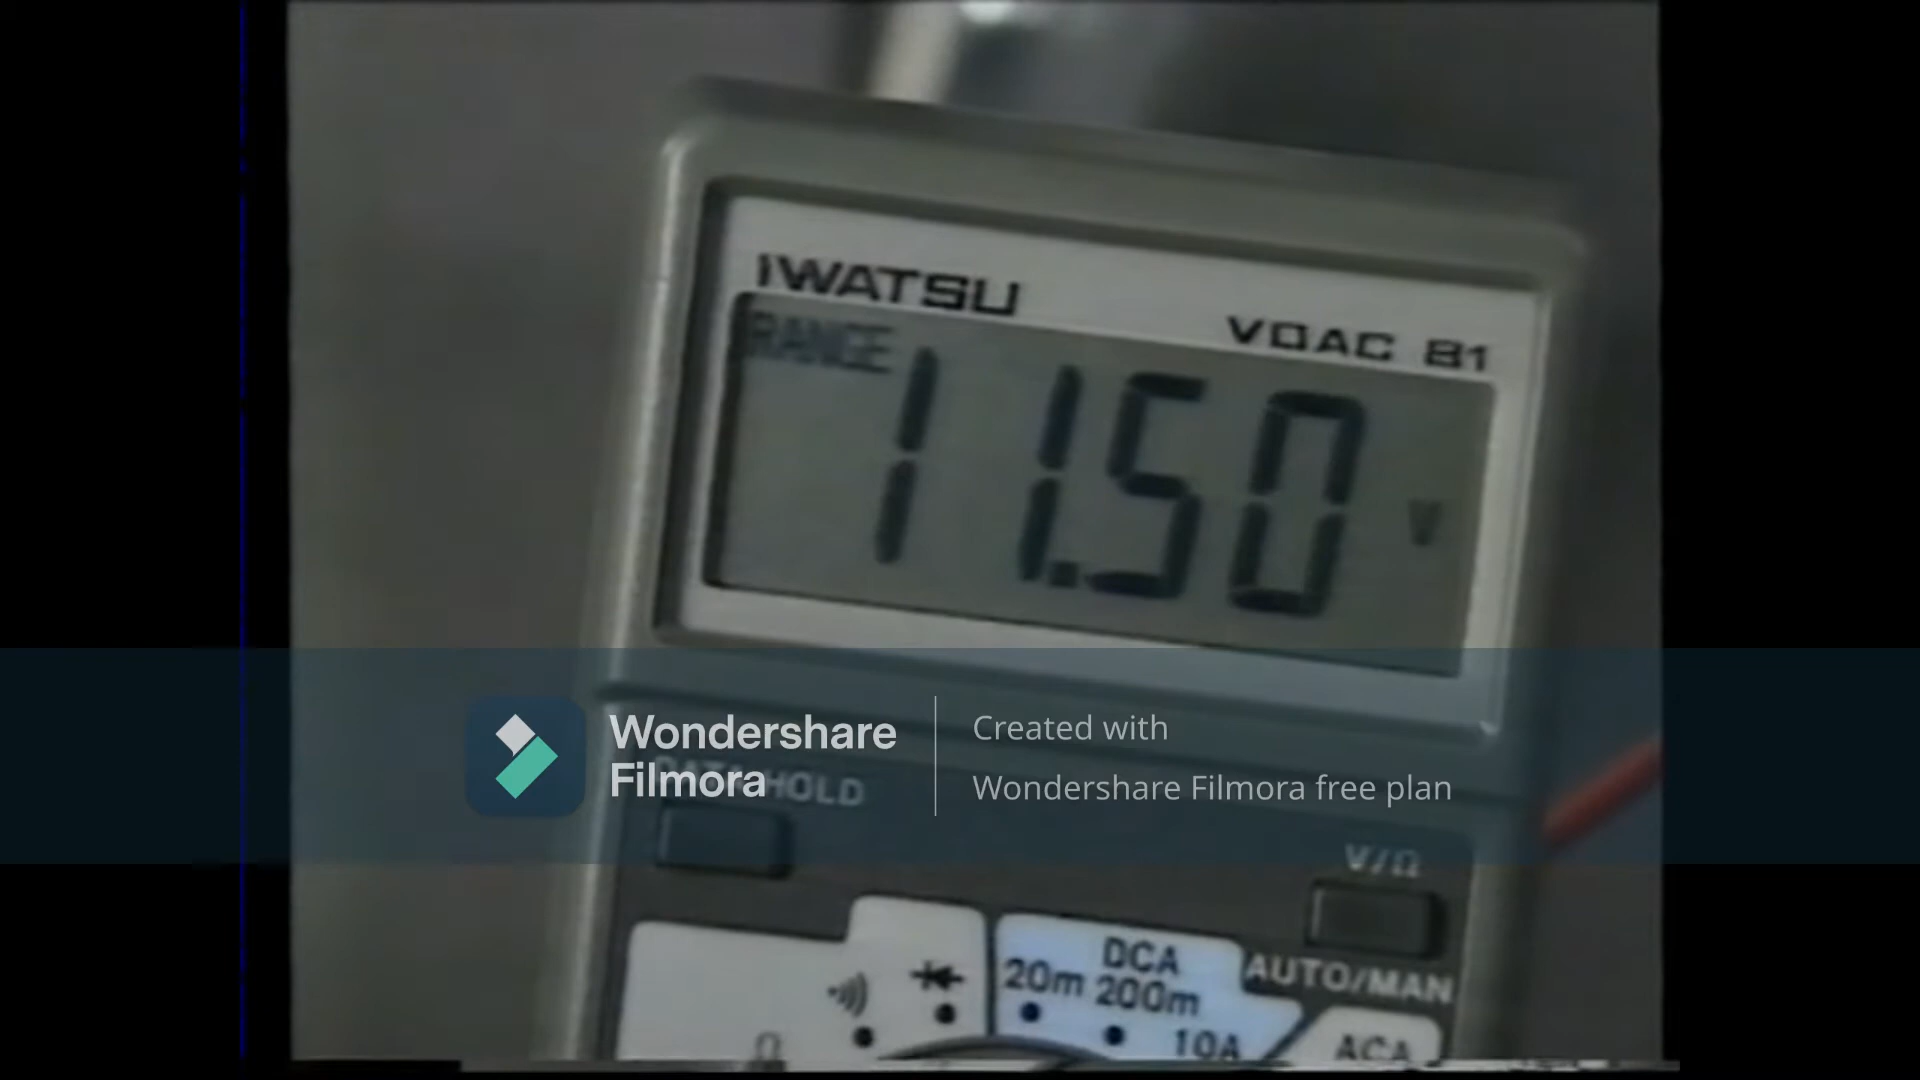 IWATSU
VOAC 81
RANGE
11.50 V
Wondershare
Filmora
Created with
Wondershare Filmora free plan
DATA HOLD
V/Ω
AUTO/MAN
DCA
20m 200m
10A
ACA
Ω